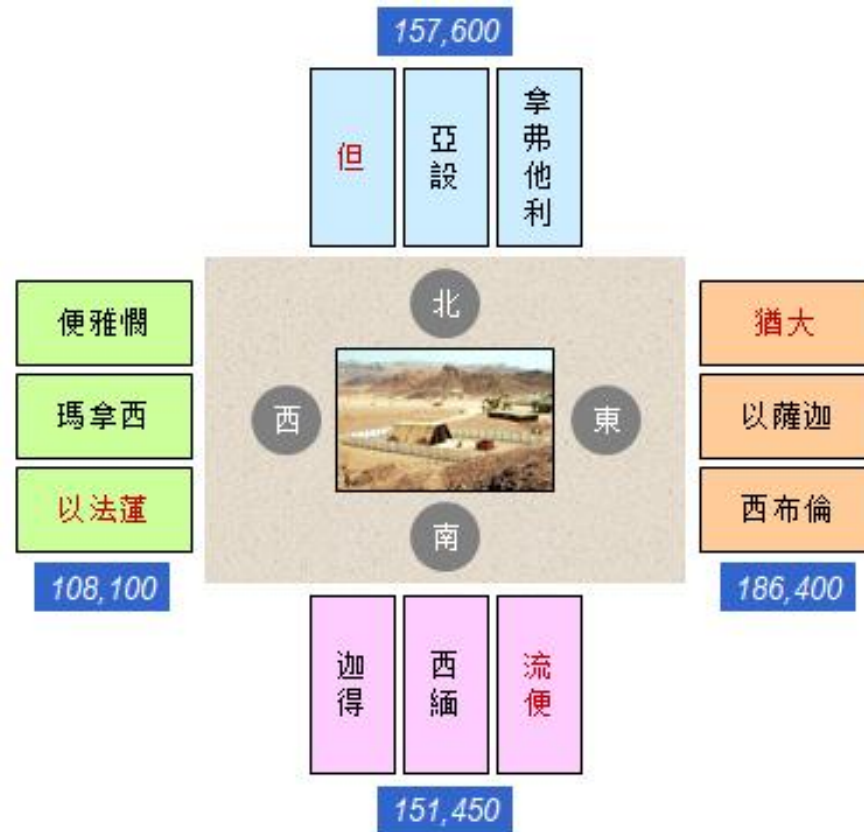 157,600
但
亞設
拿弗他利
北
便雅憫
瑪拿西
以法蓮
108,100
西
東
猶大
以薩迦
西布倫
186,400
南
迦得
西緬
流便
151,450